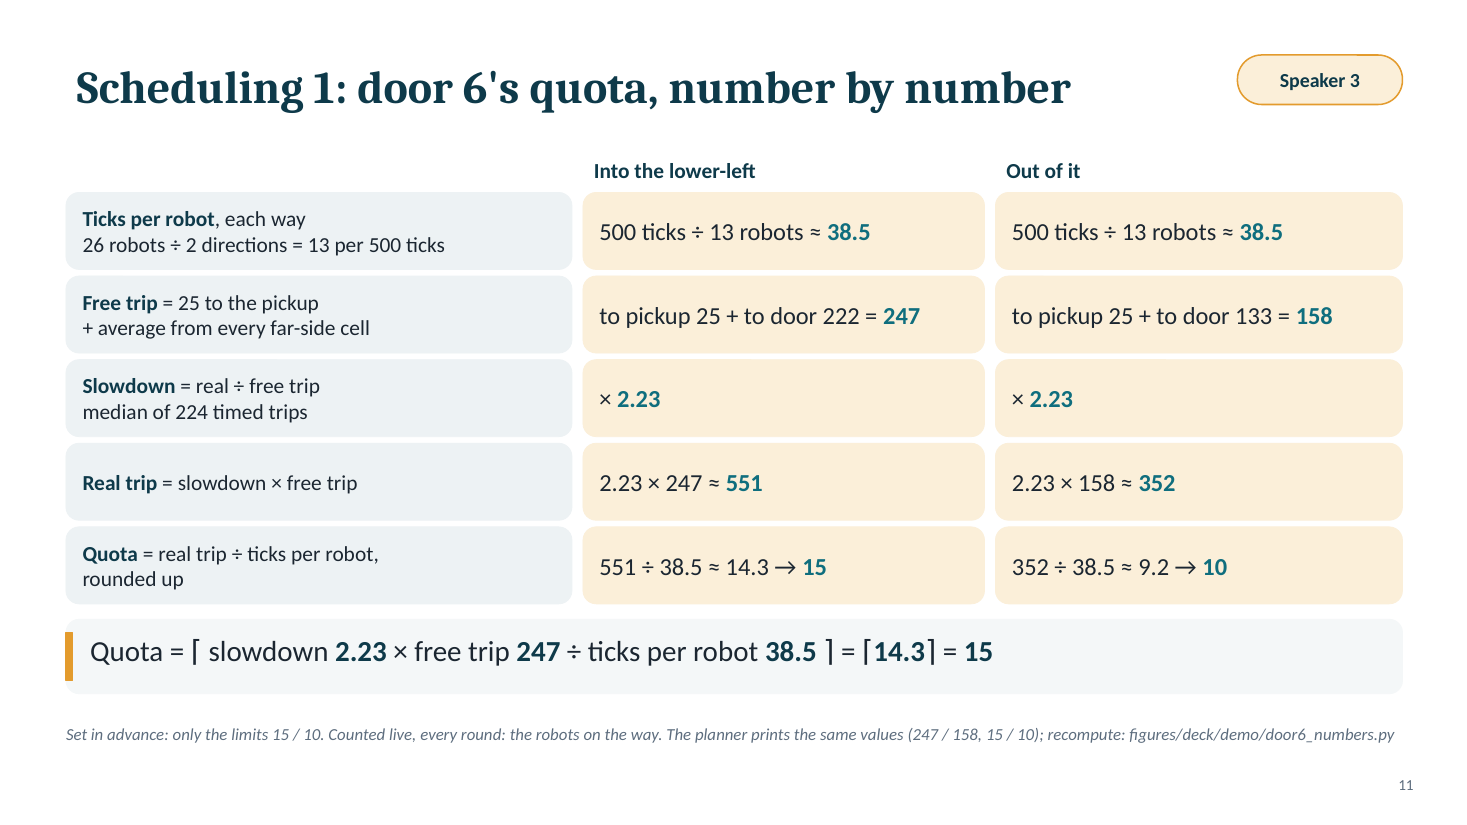 Scheduling 1: door 6's quota, number by number
Speaker 3
Into the lower-left
Out of it
Ticks per robot, each way
26 robots ÷ 2 directions = 13 per 500 ticks
500 ticks ÷ 13 robots ≈ 38.5
500 ticks ÷ 13 robots ≈ 38.5
Free trip = 25 to the pickup
+ average from every far-side cell
to pickup 25 + to door 222 = 247
to pickup 25 + to door 133 = 158
Slowdown = real ÷ free trip
median of 224 timed trips
× 2.23
× 2.23
Real trip = slowdown × free trip
2.23 × 247 ≈ 551
2.23 × 158 ≈ 352
Quota = real trip ÷ ticks per robot,
rounded up
551 ÷ 38.5 ≈ 14.3 → 15
352 ÷ 38.5 ≈ 9.2 → 10
Quota = ⌈ slowdown 2.23 × free trip 247 ÷ ticks per robot 38.5 ⌉ = ⌈14.3⌉ = 15
Set in advance: only the limits 15 / 10. Counted live, every round: the robots on the way. The planner prints the same values (247 / 158, 15 / 10); recompute: figures/deck/demo/door6_numbers.py
11